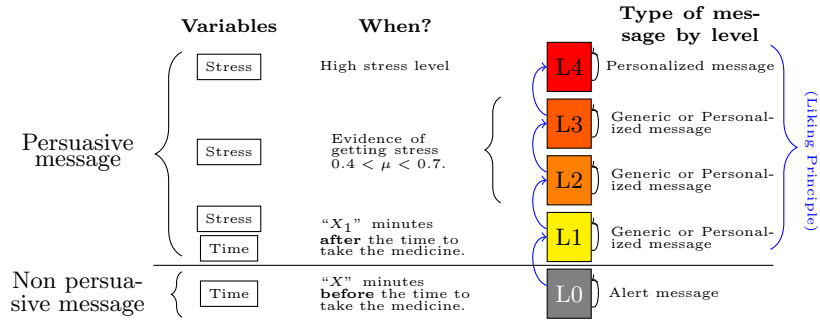 Variables
When?
Type of mes-
sage by level
Stress
High stress level
L4
Personalized message
Persuasive
message
Stress
Evidence of
getting stress
0.4 < μ < 0.7.
L3
Generic or Personal-
ized message
L2
Generic or Personal-
ized message
Stress
Time
“X₁” minutes
after the time to
take the medicine.
L1
Generic or Personal-
ized message
(Liking Principle)
Non persua-
sive message
Time
“X” minutes
before the time to
take the medicine.
L0
Alert message